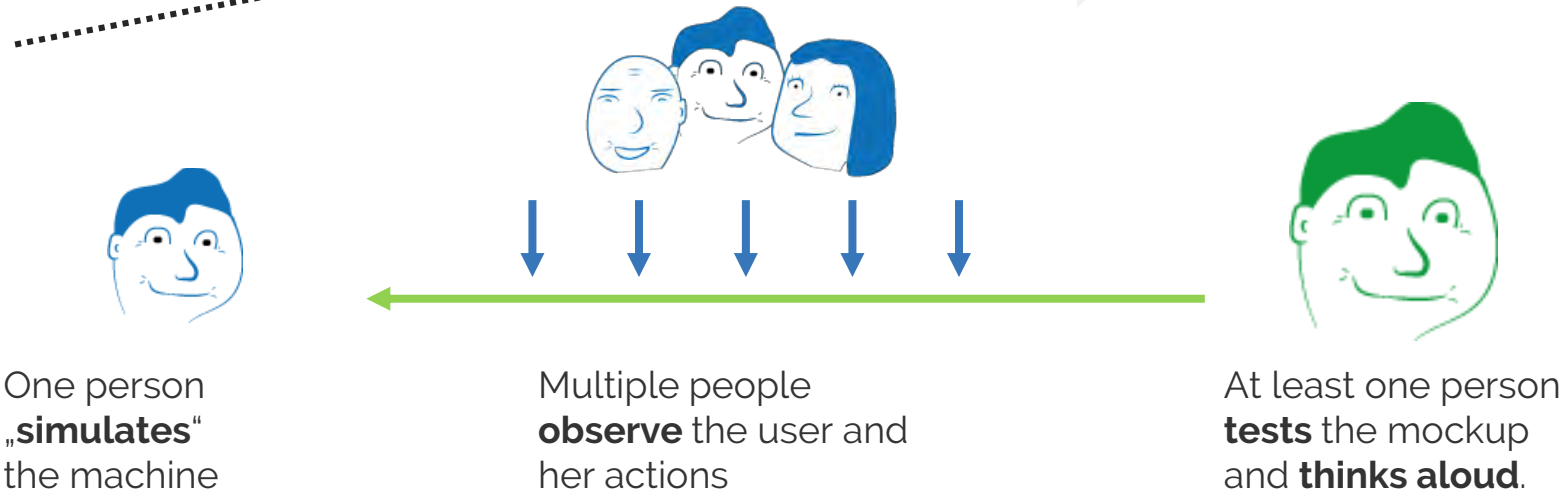 One person
„simulates“
the machine
Multiple people
observe the user and
her actions
At least one person
tests the mockup
and thinks aloud.